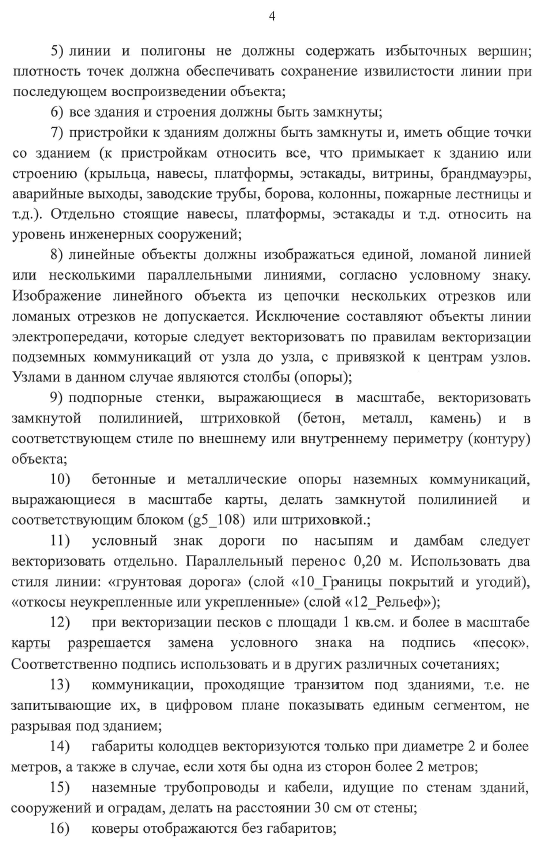 4
5) линии и полигоны не должны содержать избыточных вершин;
плотность точек должна обеспечивать сохранение извилистости линии при
последующем воспроизведении объекта;
6) все здания и строения должны быть замкнуты;
7) пристройки к зданиям должны быть замкнуты и, иметь общие точки
со зданием (к пристройкам относить все, что примыкает к зданию или
строению (крыльца, навесы, платформы, эстакады, витрины, брандмауэры,
аварийные выходы, заводские трубы, борова, колонны, пожарные лестницы и
т.д.). Отдельно стоящие навесы, платформы, эстакады и т.д. относить на
уровень инженерных сооружений;
8) линейные объекты должны изображаться единой, ломаной линией
или несколькими параллельными линиями, согласно условному знаку.
Изображение линейного объекта из цепочки нескольких отрезков или
ломаных отрезков не допускается. Исключение составляют объекты линии
электропередачи, которые следует векторизовать по правилам векторизации
подземных коммуникаций от узла до узла, с привязкой к центрам узлов.
Узлами в данном случае являются столбы (опоры);
9) подпорные стенки, выражающиеся в масштабе, векторизовать
замкнутой полилинией, штриховкой (бетон, металл, камень) и в
соответствующем стиле по внешнему или внутреннему периметру (контуру)
объекта;
10) бетонные и металлические опоры наземных коммуникаций,
выражающиеся в масштабе карты, делать замкнутой полилинией и
соответствующим блоком (g5_108) или штриховкой.;
11) условный знак дороги по насыпям и дамбам следует
векторизовать отдельно. Параллельный перенос 0,20 м. Использовать два
стиля линии: «грунтовая дорога» (слой «10_Границы покрытий и угодий),
«откосы неукрепленные или укрепленные» (слой «12_Рельеф»);
12) при векторизации песков с площади 1 кв.см. и более в масштабе
карты разрешается замена условного знака на подпись «песок».
Соответственно подпись использовать и в других различных сочетаниях;
13) коммуникации, проходящие транзитом под зданиями, т.е. не
запитывающие их, в цифровом плане показывать единым сегментом, не
разрывая под зданием;
14) габариты колодцев векторизуются только при диаметре 2 и более
метров, а также в случае, если хотя бы одна из сторон более 2 метров;
15) наземные трубопроводы и кабели, идущие по стенам зданий,
сооружений и оградам, делать на расстоянии 30 см от стены;
16) коверы отображаются без габаритов;